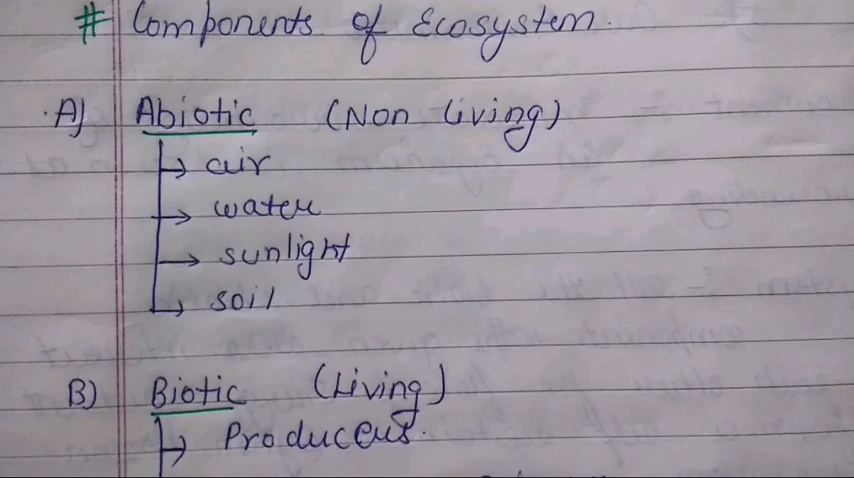 # Components of Ecosystem.
A) Abiotic (Non living)
→ air
→ water
→ sunlight
→ soil
B) Biotic (Living)
→ Producers.